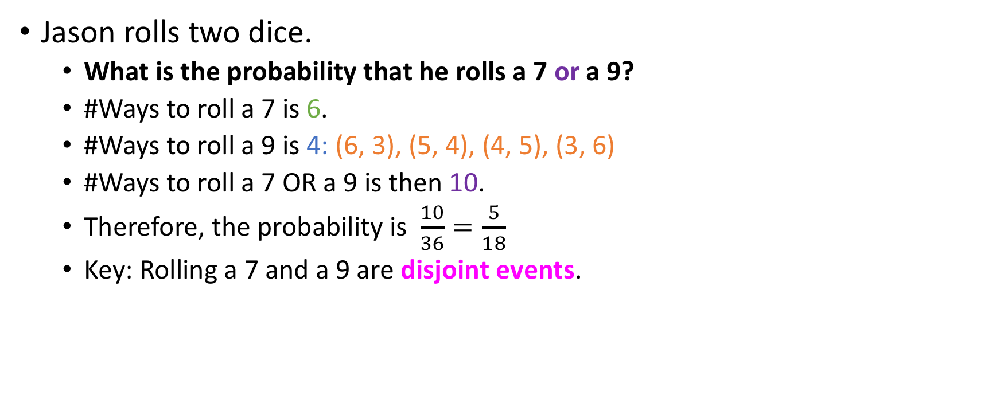 • Jason rolls two dice.
• What is the probability that he rolls a 7 or a 9?
• #Ways to roll a 7 is 6.
• #Ways to roll a 9 is 4: (6, 3), (5, 4), (4, 5), (3, 6)
• #Ways to roll a 7 OR a 9 is then 10.
• Therefore, the probability is 10/36 = 5/18
• Key: Rolling a 7 and a 9 are disjoint events.